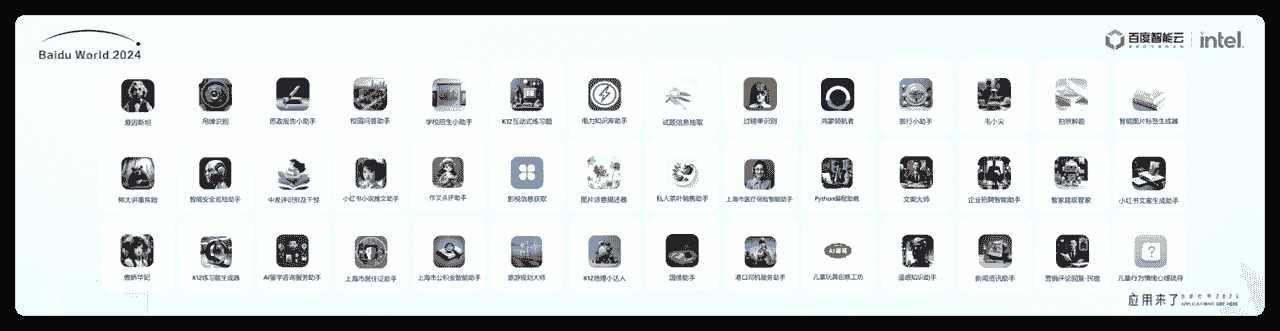 Baidu World 2024
百度智能云 intel.
爱因斯坦 吊牌识别 思政报告小助手 校园问答助手 学校招生小助手 K12互动式练习题 电力知识库助手 试题信息抽取 过磅单识别 鸿蒙领航者 旅行小助手 毛小尖 拍照解题 智能图片标签生成器
熊大讲重疾险 智能安全巡检助手 中差评识别及干预 小红书小说推文助手 作文点评助手 影视信息获取 图片诗意描述器 私人茶叶销售助手 上海市医疗保险智能助手 Python编程助教 文案大师 企业招聘智能助手 智家超级管家 小红书文案生成助手
傲娇华妃 K12练习题生成器 AI留学咨询服务助手 上海市居住证助手 上海市公积金智能助手 旅游规划大师 K12地理小达人 国债助手 港口司机服务助手 儿童玩具创意工坊 遥感知识助手 新闻资讯助手 营销评论回复-民宿 儿童行为情绪心理疏导
应用来了